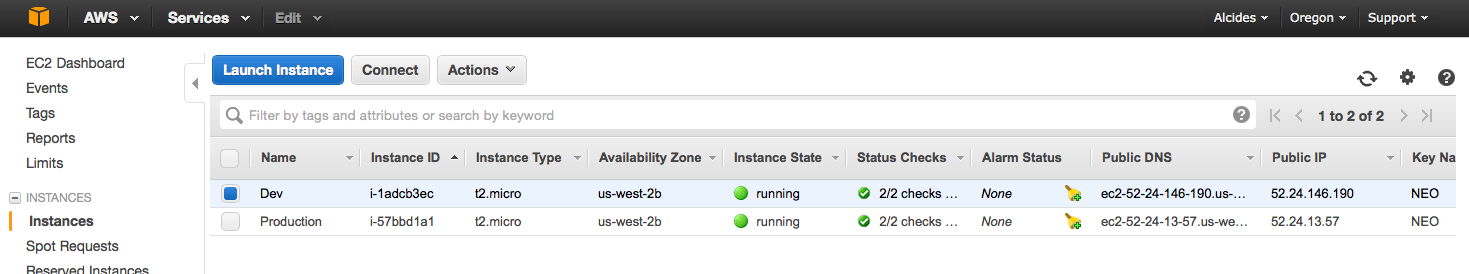 AWS Services Edit Alcides Oregon Support
EC2 Dashboard
Events
Tags
Reports
Limits
INSTANCES
Instances
Spot Requests
Reserved Instances
Launch Instance Connect Actions
Filter by tags and attributes or search by keyword 1 to 2 of 2
Name Instance ID Instance Type Availability Zone Instance State Status Checks Alarm Status Public DNS Public IP Key Na
Dev i-1adcb3ec t2.micro us-west-2b running 2/2 checks ... None ec2-52-24-146-190.us-... 52.24.146.190 NEO
Production i-57bbd1a1 t2.micro us-west-2b running 2/2 checks ... None ec2-52-24-13-57.us-we... 52.24.13.57 NEO